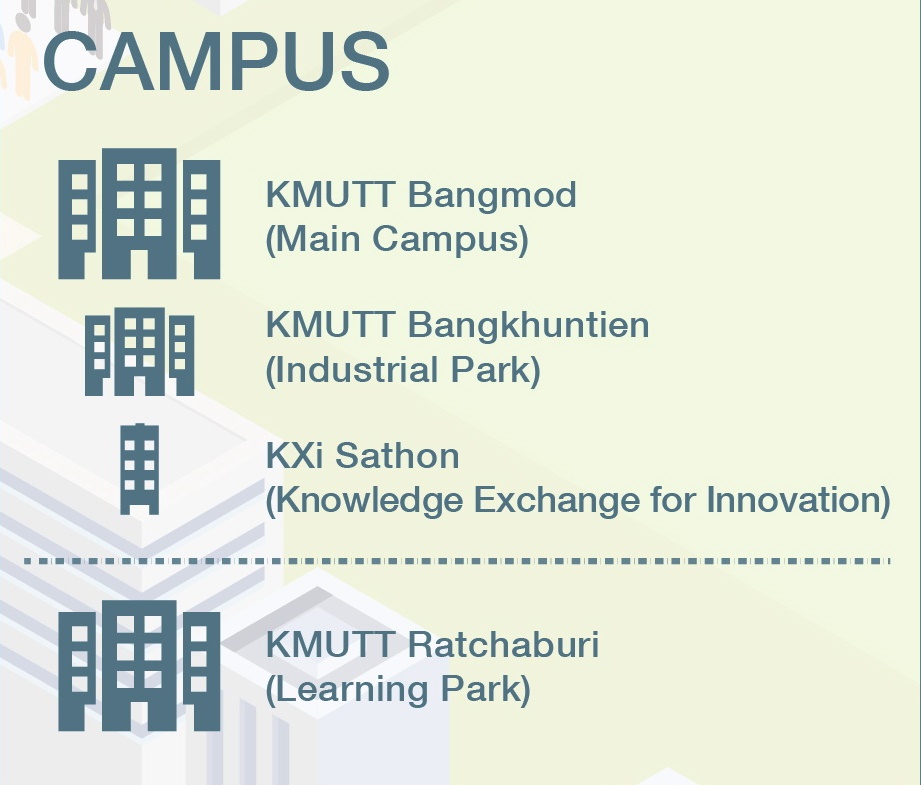 CAMPUS
KMUTT Bangmod
(Main Campus)
KMUTT Bangkhuntien
(Industrial Park)
KXi Sathon
(Knowledge Exchange for Innovation)
KMUTT Ratchaburi
(Learning Park)